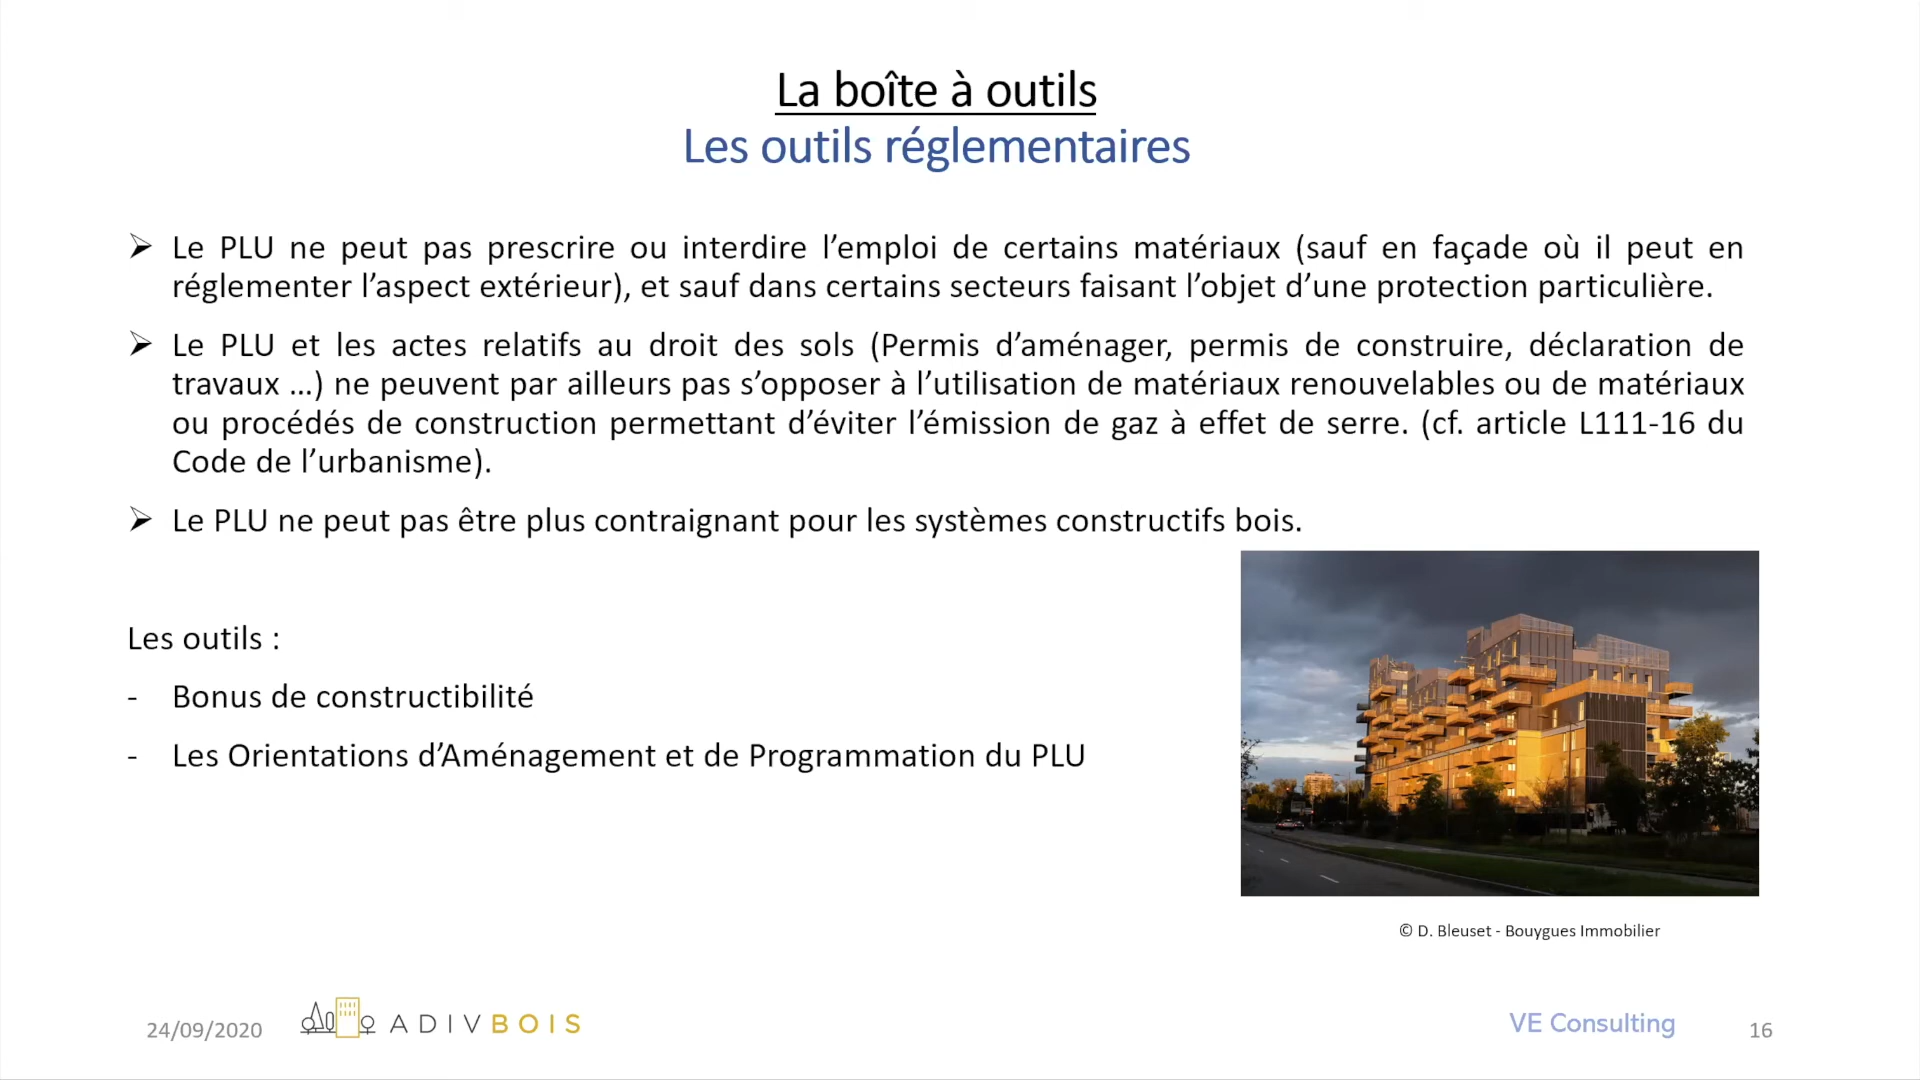 La boîte à outils
Les outils réglementaires
➢ Le PLU ne peut pas prescrire ou interdire l’emploi de certains matériaux (sauf en façade où il peut en
réglementer l’aspect extérieur), et sauf dans certains secteurs faisant l’objet d’une protection particulière.
➢ Le PLU et les actes relatifs au droit des sols (Permis d’aménager, permis de construire, déclaration de
travaux …) ne peuvent par ailleurs pas s’opposer à l’utilisation de matériaux renouvelables ou de matériaux
ou procédés de construction permettant d’éviter l’émission de gaz à effet de serre. (cf. article L111-16 du
Code de l’urbanisme).
➢ Le PLU ne peut pas être plus contraignant pour les systèmes constructifs bois.
Les outils :
- Bonus de constructibilité
- Les Orientations d’Aménagement et de Programmation du PLU
© D. Bleuset - Bouygues Immobilier
24/09/2020
ADIVBOIS
VE Consulting
16